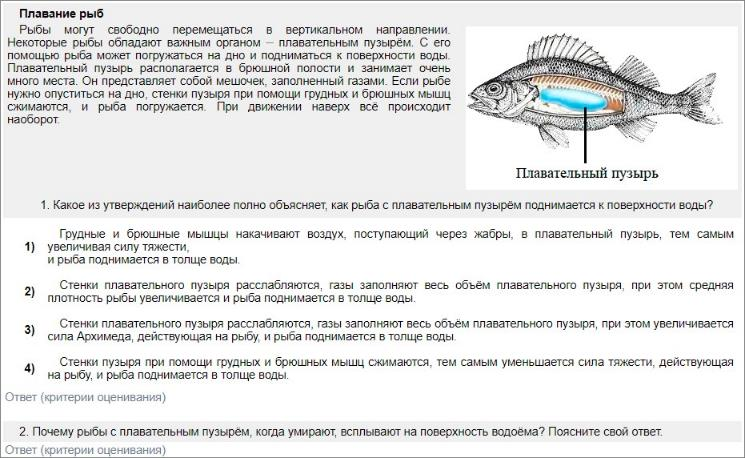 Плавание рыб
Рыбы могут свободно перемещаться в вертикальном направлении.
Некоторые рыбы обладают важным органом – плавательным пузырём. С его
помощью рыба может погружаться на дно и подниматься к поверхности воды.
Плавательный пузырь располагается в брюшной полости и занимает очень
много места. Он представляет собой мешочек, заполненный газами. Если рыбе
нужно опуститься на дно, стенки пузыря при помощи грудных и брюшных мышц
сжимаются, и рыба погружается. При движении наверх всё происходит
наоборот.
Плавательный пузырь
1. Какое из утверждений наиболее полно объясняет, как рыба с плавательным пузырём поднимается к поверхности воды?
1) Грудные и брюшные мышцы накачивают воздух, поступающий через жабры, в плавательный пузырь, тем самым
увеличивая силу тяжести,
и рыба поднимается в толще воды.
2) Стенки плавательного пузыря расслабляются, газы заполняют весь объём плавательного пузыря, при этом средняя
плотность рыбы увеличивается и рыба поднимается в толще воды.
3) Стенки плавательного пузыря расслабляются, газы заполняют весь объём плавательного пузыря, при этом увеличивается
сила Архимеда, действующая на рыбу, и рыба поднимается в толще воды.
4) Стенки пузыря при помощи грудных и брюшных мышц сжимаются, тем самым уменьшается сила тяжести, действующая
на рыбу, и рыба поднимается в толще воды.
Ответ (критерии оценивания)
2. Почему рыбы с плавательным пузырём, когда умирают, всплывают на поверхность водоёма? Поясните свой ответ.
Ответ (критерии оценивания)